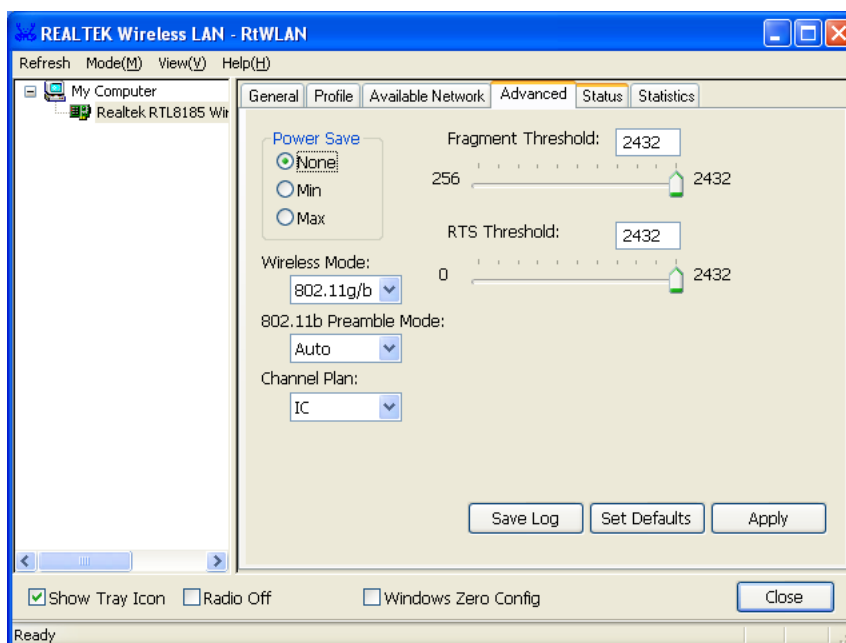 REALTEK Wireless LAN - RtWLAN
Refresh Mode(M) View(V) Help(H)
My Computer
Realtek RTL8185 Wir
General Profile Available Network Advanced Status Statistics
Power Save
None
Min
Max
Wireless Mode:
802.11g/b
802.11b Preamble Mode:
Auto
Channel Plan:
IC
Fragment Threshold: 2432
256 2432
RTS Threshold: 2432
0 2432
Save Log Set Defaults Apply
Show Tray Icon Radio Off Windows Zero Config Close
Ready